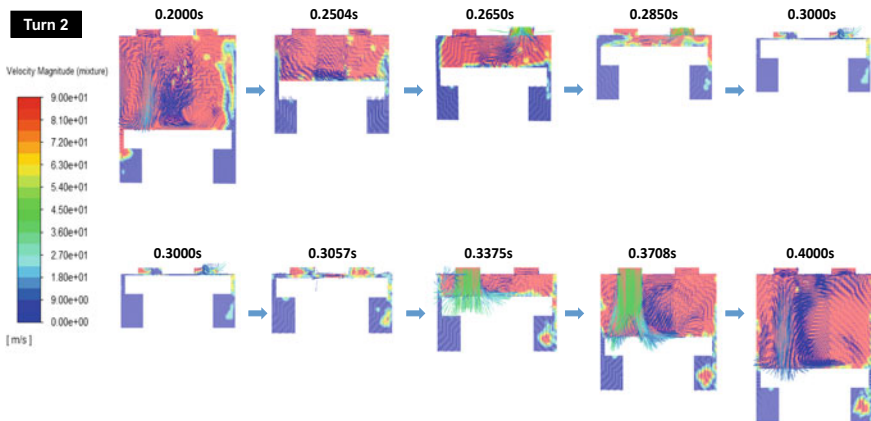 Turn 2
0.2000s
0.2504s
0.2650s
0.2850s
0.3000s
Velocity Magnitude (mixture)
9.00e+01
8.10e+01
7.20e+01
6.30e+01
5.40e+01
4.50e+01
3.60e+01
2.70e+01
1.80e+01
9.00e+00
0.00e+00
[ m/s ]
0.3000s
0.3057s
0.3375s
0.3708s
0.4000s